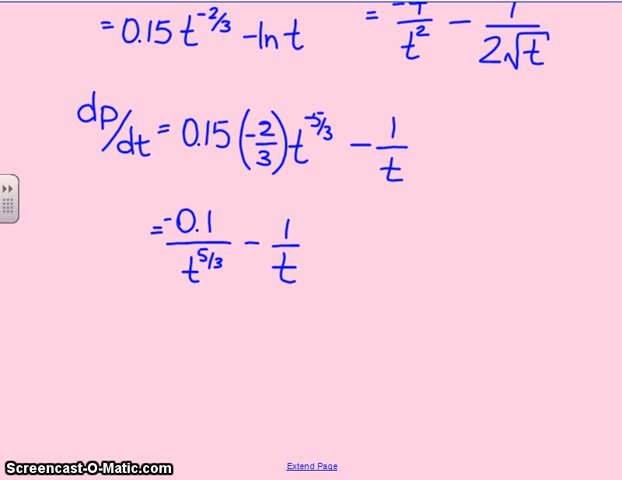 = 0.15 t^(-2/3) - ln t
= -4/t² - 1/(2√t)
dp/dt = 0.15 (-2/3) t^(-5/3) - 1/t
= -0.1/t^(5/3) - 1/t
Extend Page
Screencast-O-Matic.com